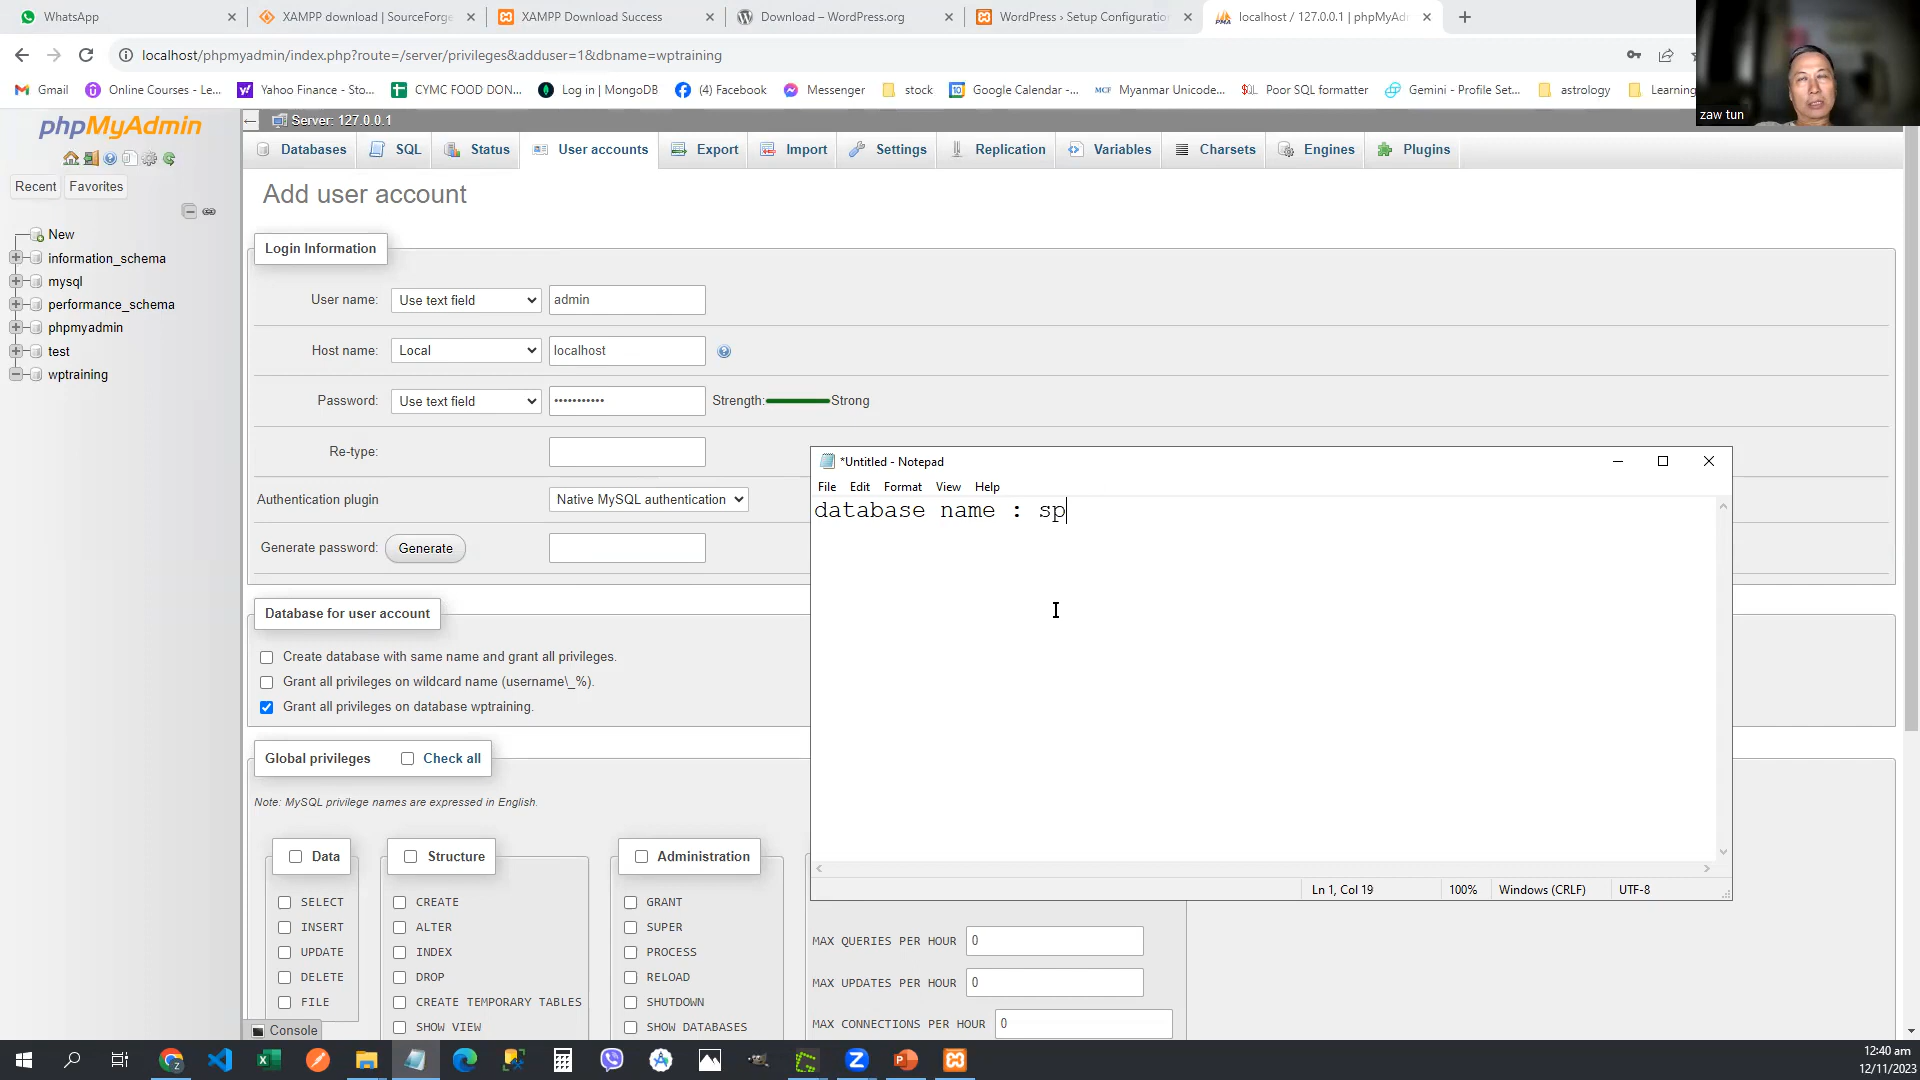 WhatsApp
XAMPP download | SourceForge
XAMPP Download Success
Download – WordPress.org
WordPress › Setup Configuration
localhost / 127.0.0.1 | phpMyAdm
localhost/phpmyadmin/index.php?route=/server/privileges&adduser=1&dbname=wptraining
Gmail
Online Courses - Le...
Yahoo Finance - Sto...
CYMC FOOD DON...
Log in | MongoDB
(4) Facebook
Messenger
stock
Google Calendar -...
Myanmar Unicode...
Poor SQL formatter
Gemini - Profile Set...
astrology
Learning
zaw tun
phpMyAdmin
Recent
Favorites
New
information_schema
mysql
performance_schema
phpmyadmin
test
wptraining
Server: 127.0.0.1
Databases
SQL
Status
User accounts
Export
Import
Settings
Replication
Variables
Charsets
Engines
Plugins
Add user account
Login Information
User name: Use text field admin
Host name: Local localhost
Password: Use text field ••••••••••• Strength: Strong
Re-type:
Authentication plugin Native MySQL authentication
Generate password: Generate
Database for user account
Create database with same name and grant all privileges.
Grant all privileges on wildcard name (username\_%).
Grant all privileges on database wptraining.
Global privileges Check all
Note: MySQL privilege names are expressed in English.
Data
SELECT
INSERT
UPDATE
DELETE
FILE
Structure
CREATE
ALTER
INDEX
DROP
CREATE TEMPORARY TABLES
SHOW VIEW
Administration
GRANT
SUPER
PROCESS
RELOAD
SHUTDOWN
SHOW DATABASES
MAX QUERIES PER HOUR 0
MAX UPDATES PER HOUR 0
MAX CONNECTIONS PER HOUR 0
Console
*Untitled - Notepad
File Edit Format View Help
database name : sp
Ln 1, Col 19
100%
Windows (CRLF)
UTF-8
12:40 am
12/11/2023